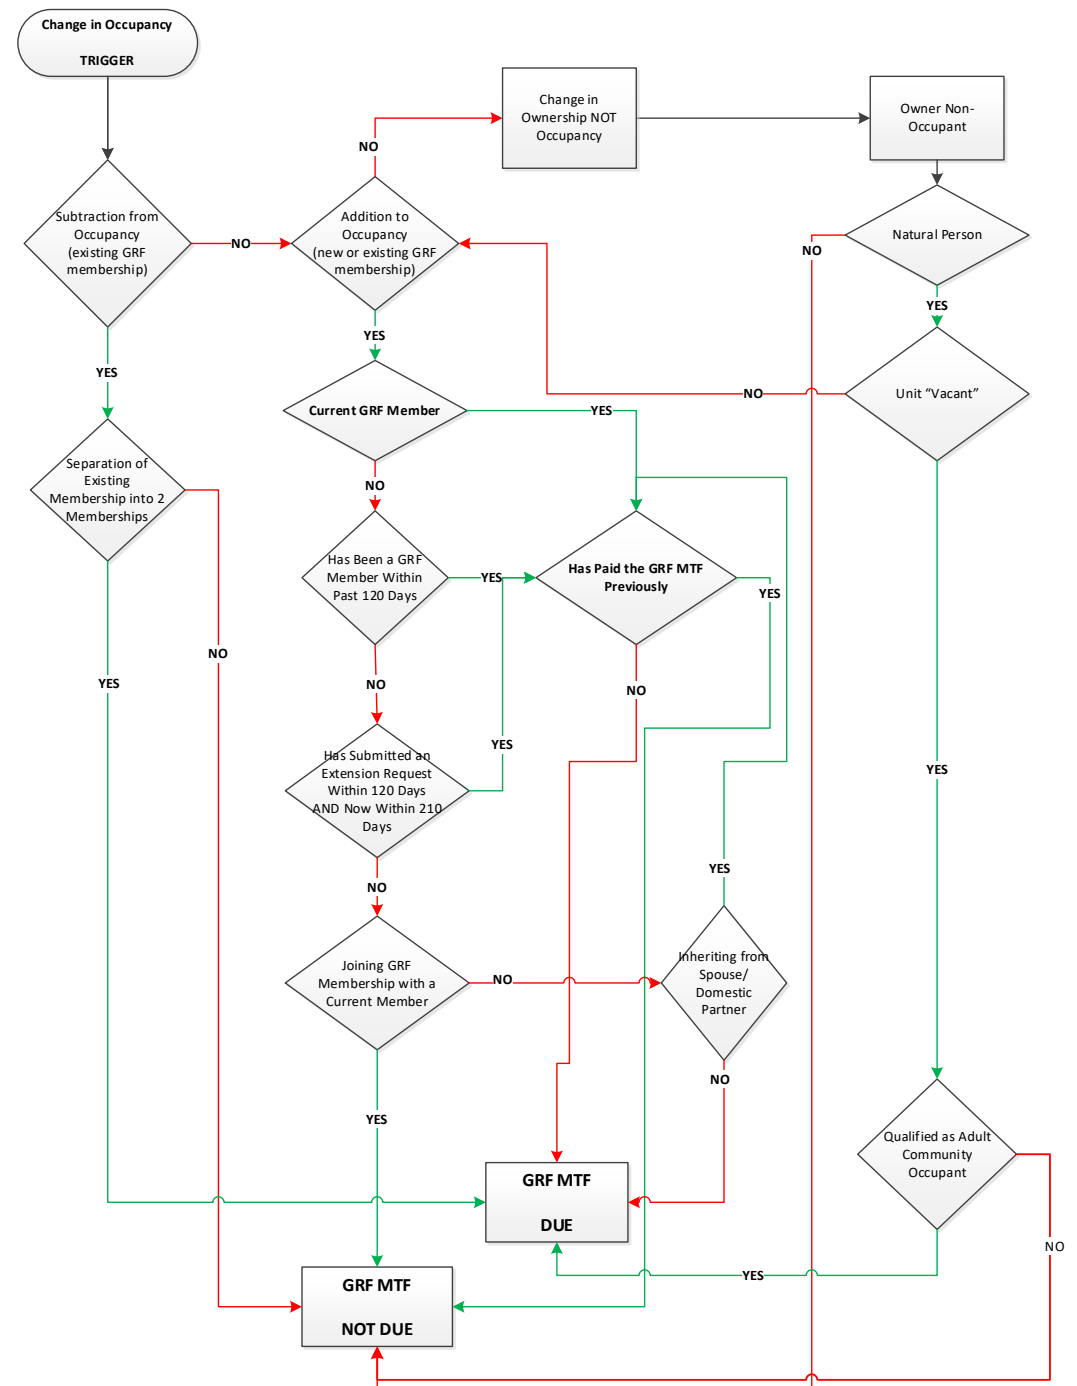 Change in Occupancy
TRIGGER
Change in
Ownership NOT
Occupancy
Owner Non-
Occupant
NO
Subtraction from
Occupancy
(existing GRF
membership)
NO
Addition to
Occupancy
(new or existing GRF
membership)
Natural Person
NO
YES
YES
YES
Unit “Vacant”
NO
Current GRF Member
YES
Separation of
Existing
Membership into 2
Memberships
NO
Has Been a GRF
Member Within
Past 120 Days
YES
Has Paid the GRF MTF
Previously
YES
NO
YES
NO
NO
YES
Has Submitted an
Extension Request
Within 120 Days
AND Now Within 210
Days
YES
NO
YES
YES
Joining GRF
Membership with a
Current Member
NO
Inheriting from
Spouse/
Domestic
Partner
NO
YES
Qualified as Adult
Community
Occupant
GRF MTF
DUE
NO
YES
GRF MTF
NOT DUE